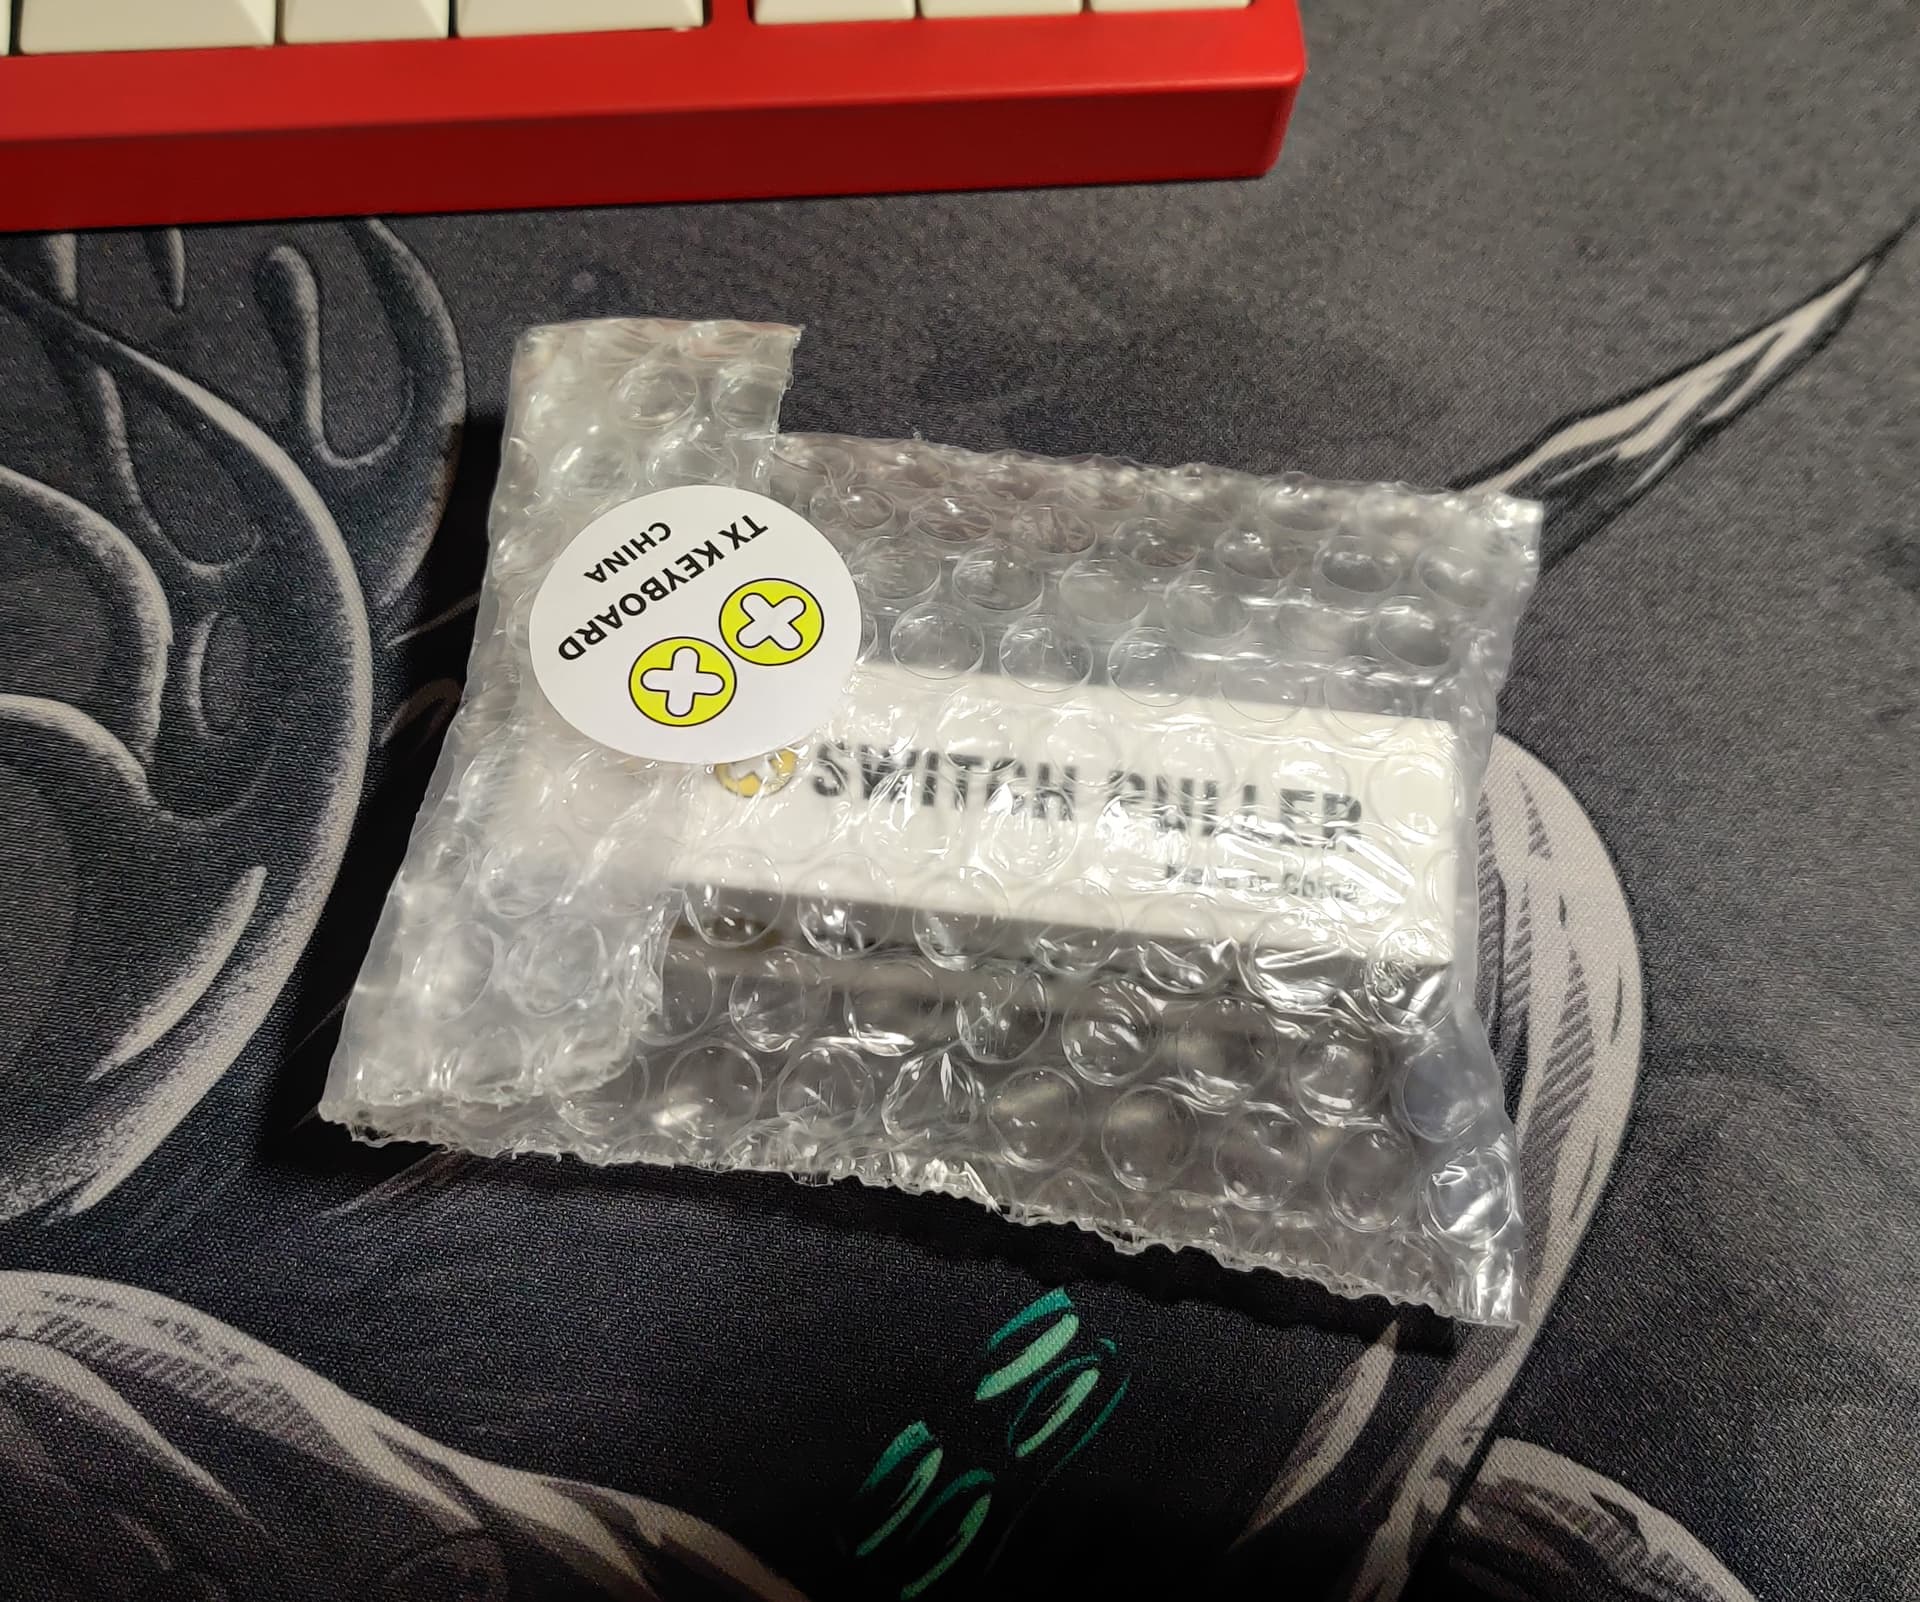 TX KEYBOARD
CHINA
SWITCH PULLER